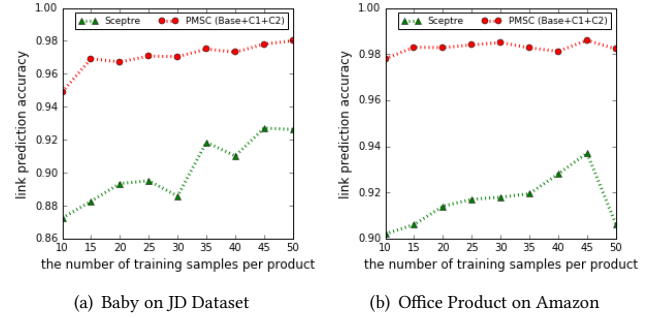 Sceptre PMSC (Base+C1+C2)
1.00
0.98
0.96
0.94
0.92
0.90
0.88
0.86
link prediction accuracy
10 15 20 25 30 35 40 45 50
the number of training samples per product
(a) Baby on JD Dataset
Sceptre PMSC (Base+C1+C2)
1.00
0.98
0.96
0.94
0.92
0.90
link prediction accuracy
10 15 20 25 30 35 40 45 50
the number of training samples per product
(b) Office Product on Amazon